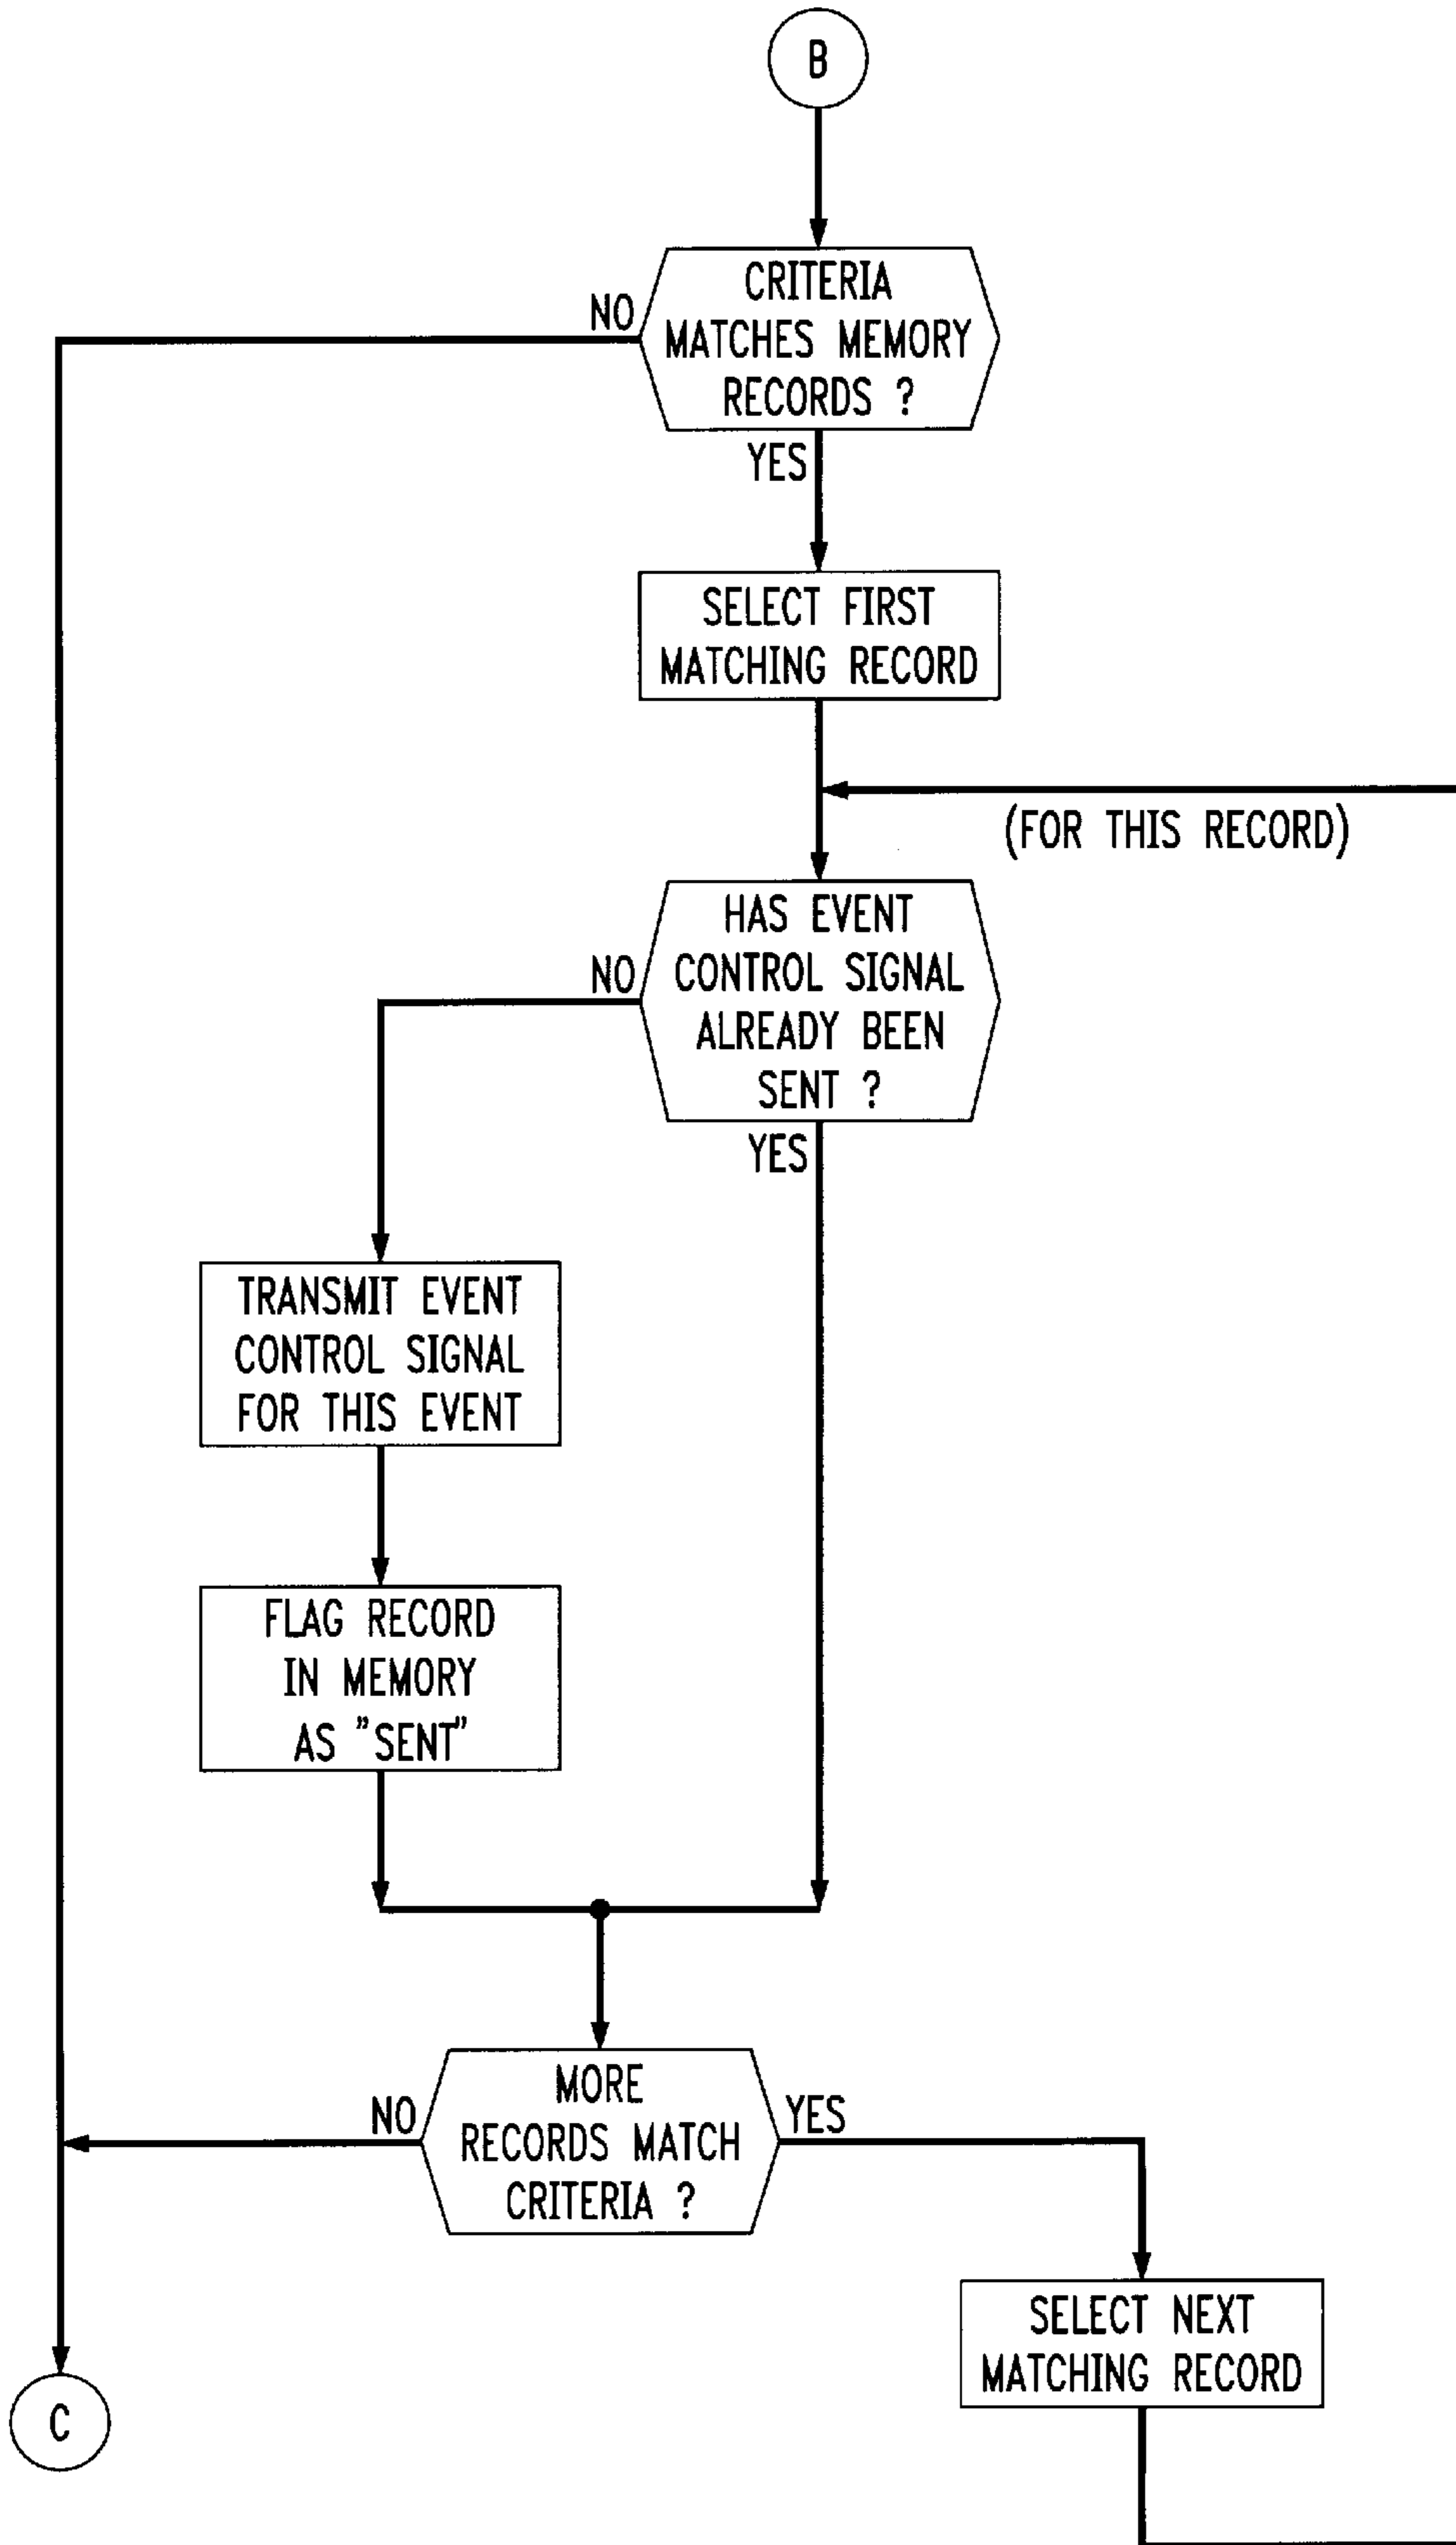 B
CRITERIA
MATCHES MEMORY
RECORDS ?
NO
YES
SELECT FIRST
MATCHING RECORD
(FOR THIS RECORD)
HAS EVENT
CONTROL SIGNAL
ALREADY BEEN
SENT ?
NO
YES
TRANSMIT EVENT
CONTROL SIGNAL
FOR THIS EVENT
FLAG RECORD
IN MEMORY
AS "SENT"
MORE
RECORDS MATCH
CRITERIA ?
NO
YES
SELECT NEXT
MATCHING RECORD
C